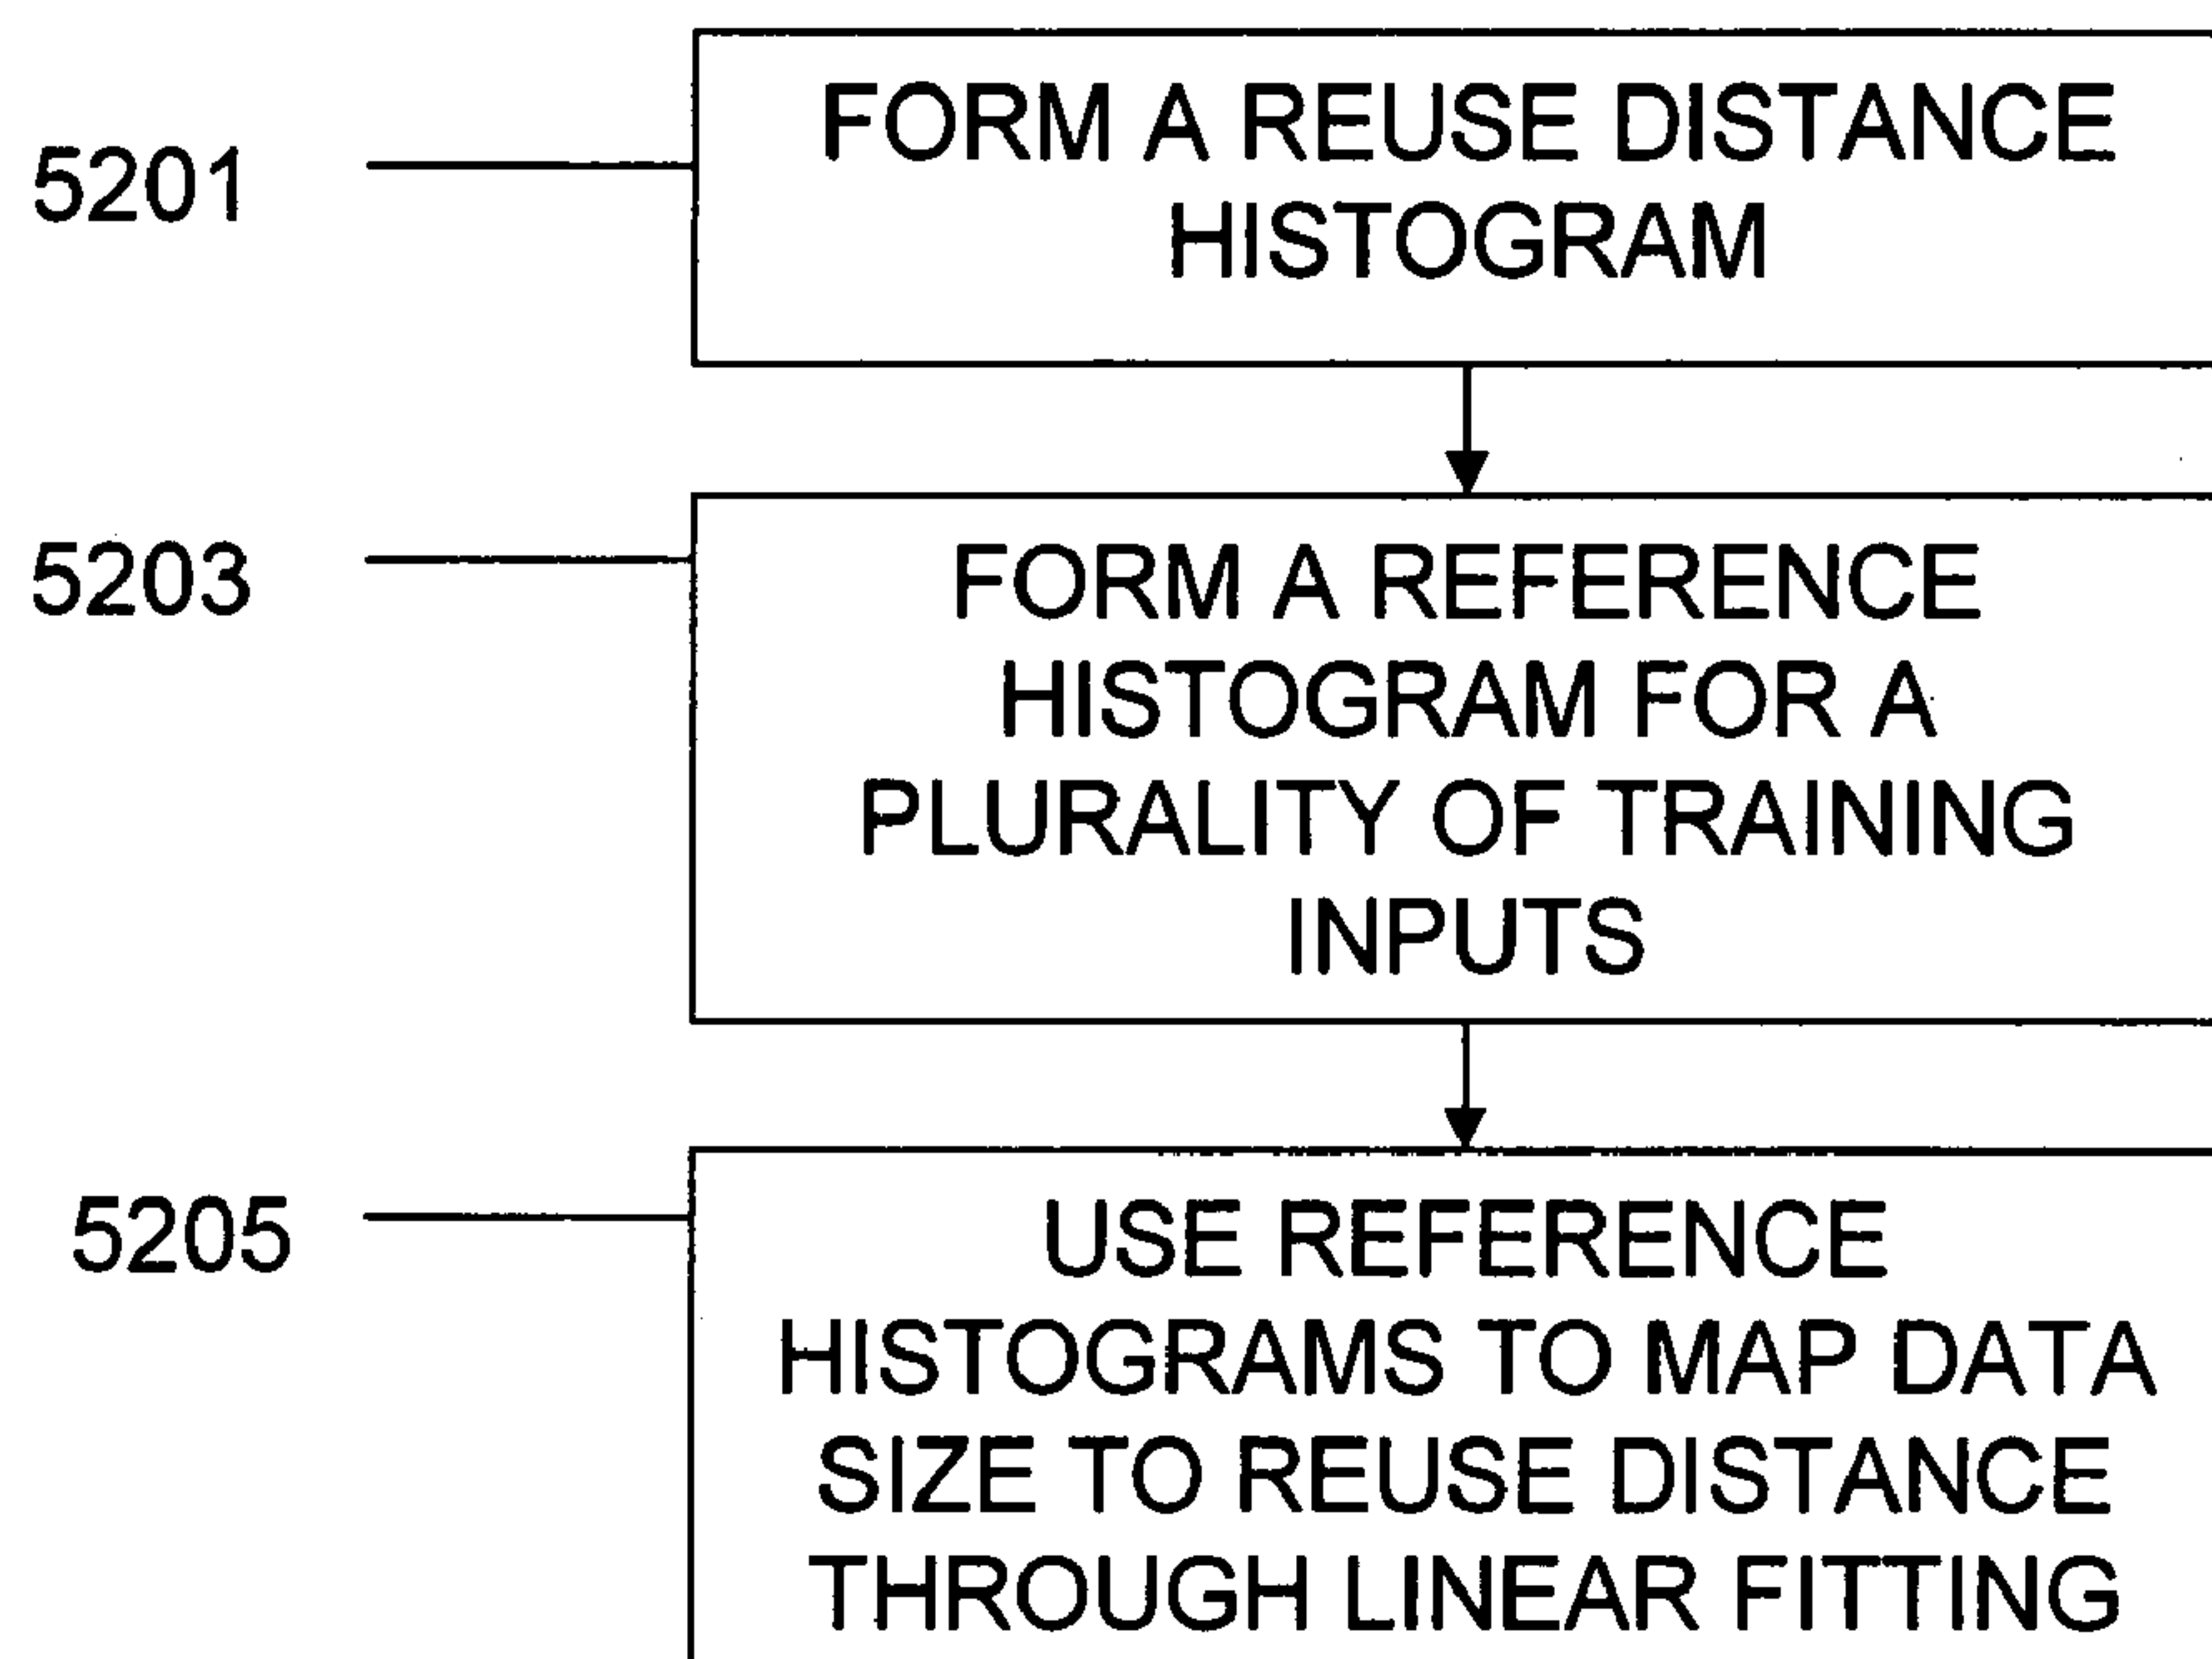 5201
FORM A REUSE DISTANCE
HISTOGRAM
5203
FORM A REFERENCE
HISTOGRAM FOR A
PLURALITY OF TRAINING
INPUTS
5205
USE REFERENCE
HISTOGRAMS TO MAP DATA
SIZE TO REUSE DISTANCE
THROUGH LINEAR FITTING